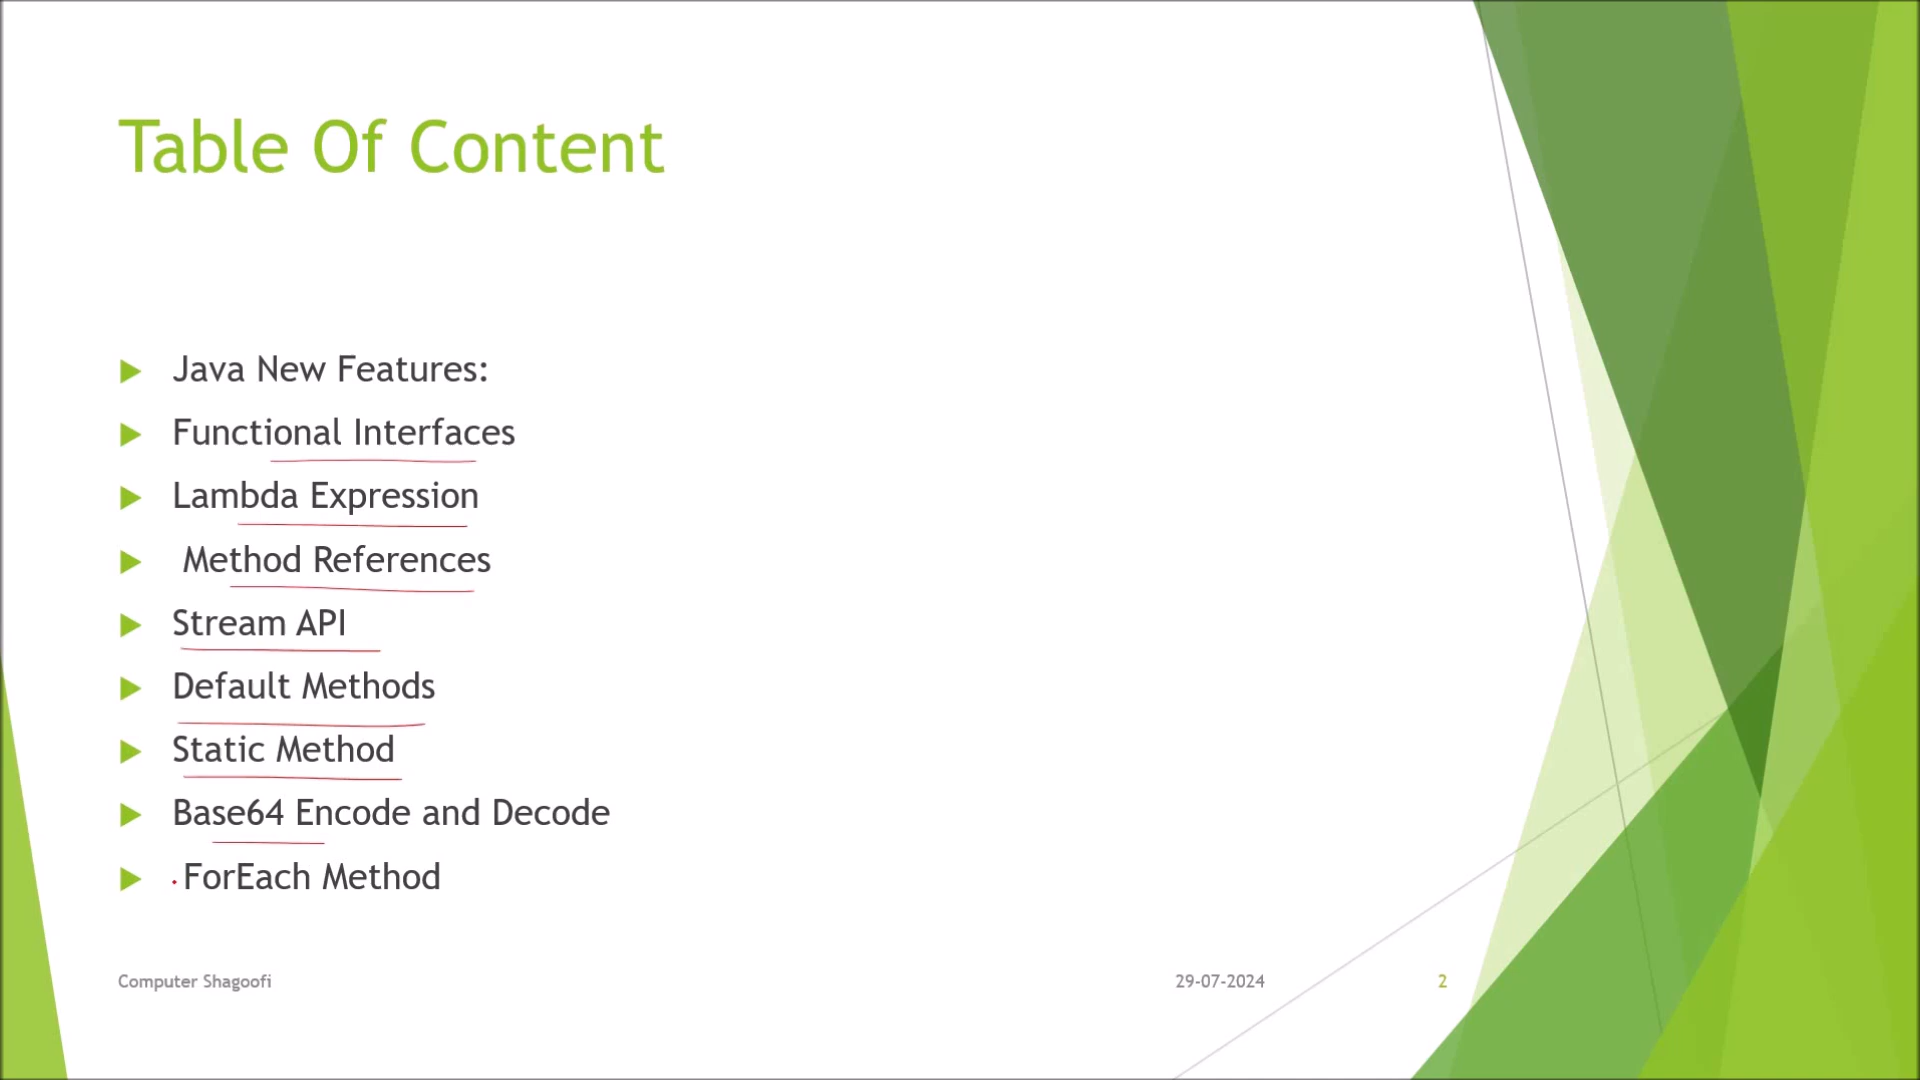 Table Of Content
Java New Features:
Functional Interfaces
Lambda Expression
Method References
Stream API
Default Methods
Static Method
Base64 Encode and Decode
ForEach Method
Computer Shagoofi
29-07-2024
2